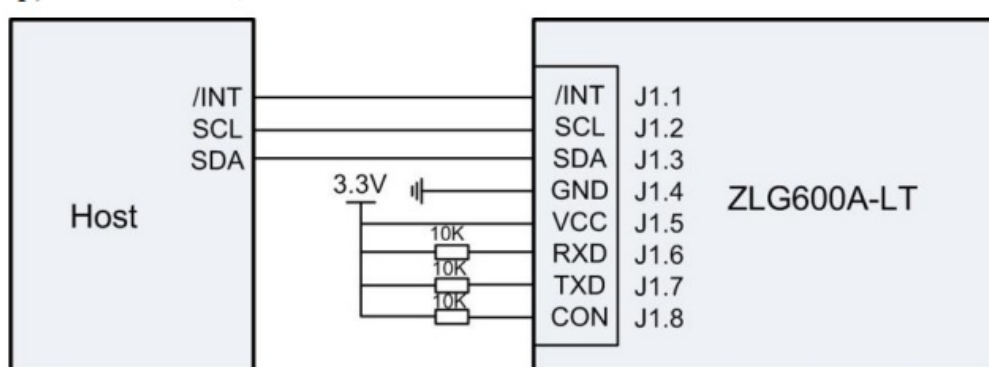 /INT /INT J1.1
SCL SCL J1.2
SDA SDA J1.3
3.3V GND J1.4
Host VCC J1.5 ZLG600A-LT
10K RXD J1.6
10K TXD J1.7
10K CON J1.8